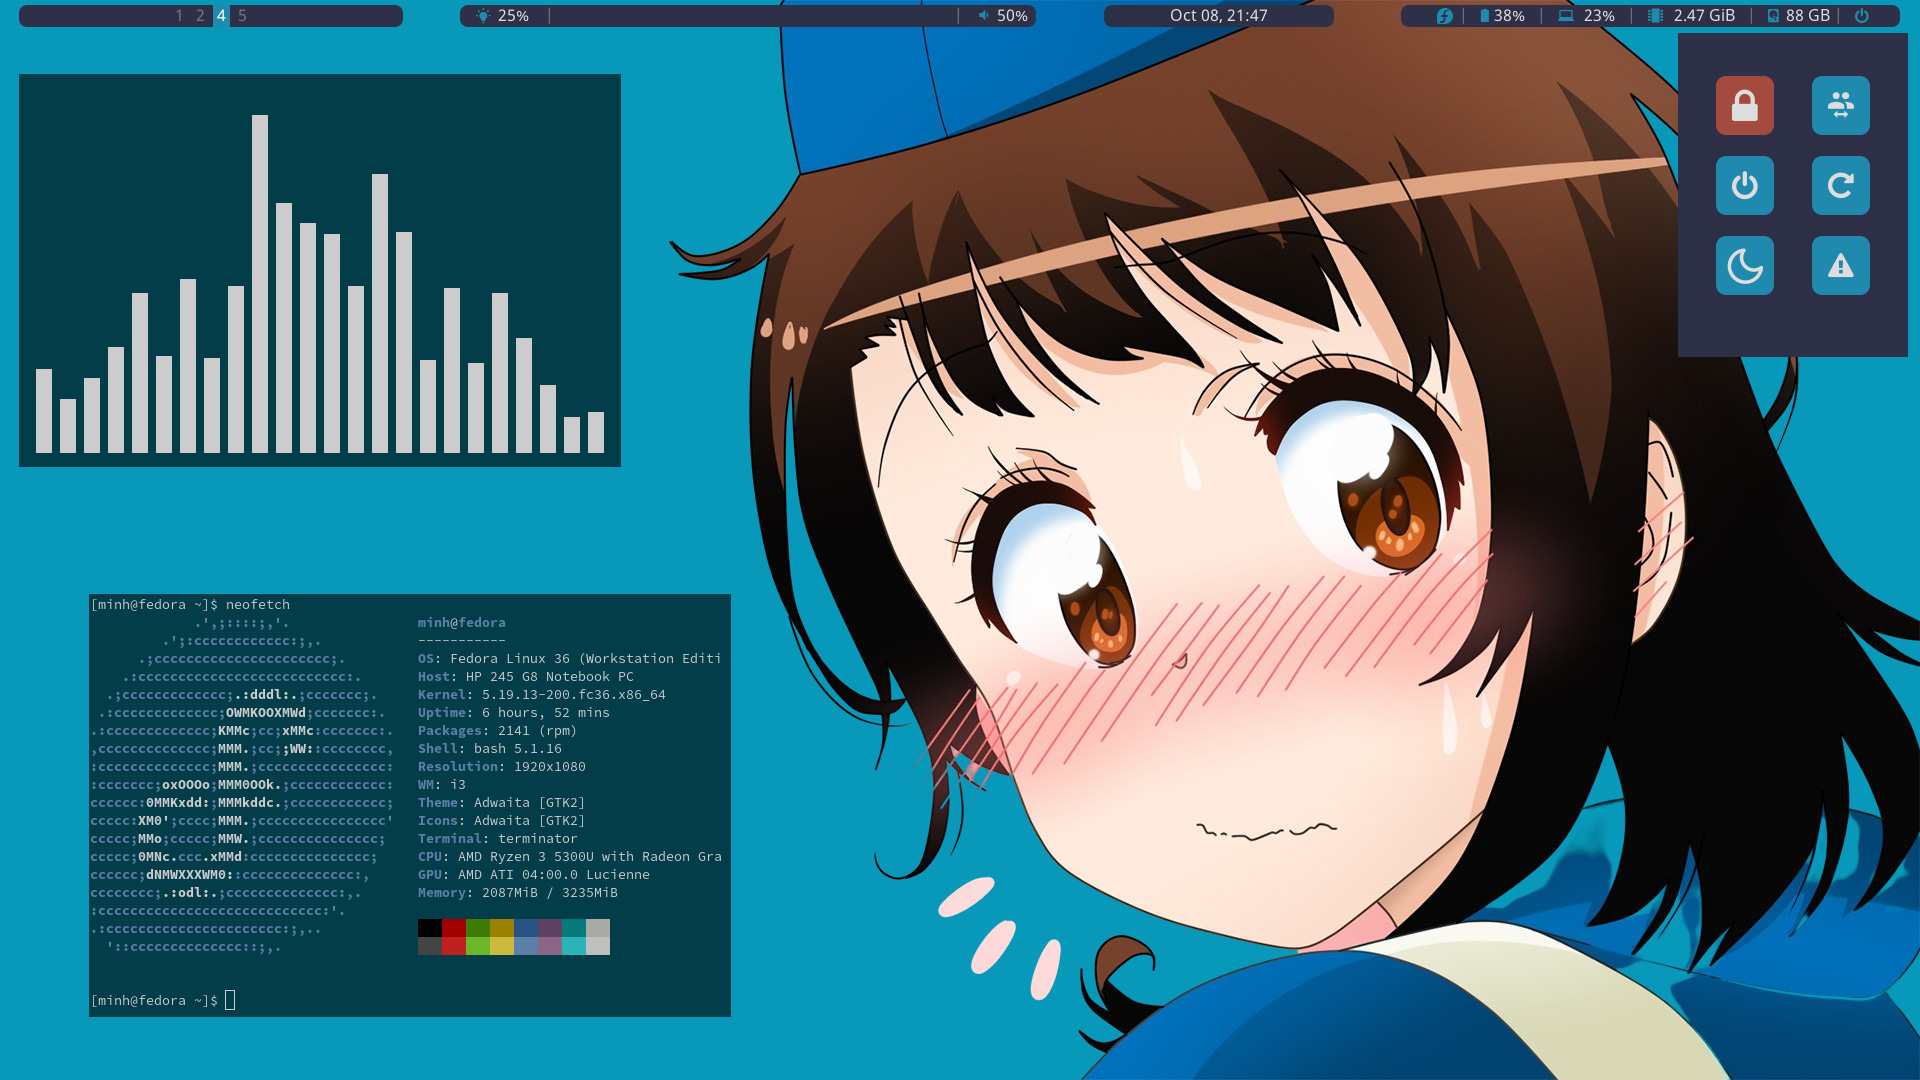 1 2 4 5
25%
50%
Oct 08, 21:47
38%
23%
2.47 GiB
88 GB
[minh@fedora ~]$ neofetch
minh@fedora
-----------
OS: Fedora Linux 36 (Workstation Editi
Host: HP 245 G8 Notebook PC
Kernel: 5.19.13-200.fc36.x86_64
Uptime: 6 hours, 52 mins
Packages: 2141 (rpm)
Shell: bash 5.1.16
Resolution: 1920x1080
WM: i3
Theme: Adwaita [GTK2]
Icons: Adwaita [GTK2]
Terminal: terminator
CPU: AMD Ryzen 3 5300U with Radeon Gra
GPU: AMD ATI 04:00.0 Lucienne
Memory: 2087MiB / 3235MiB
[minh@fedora ~]$